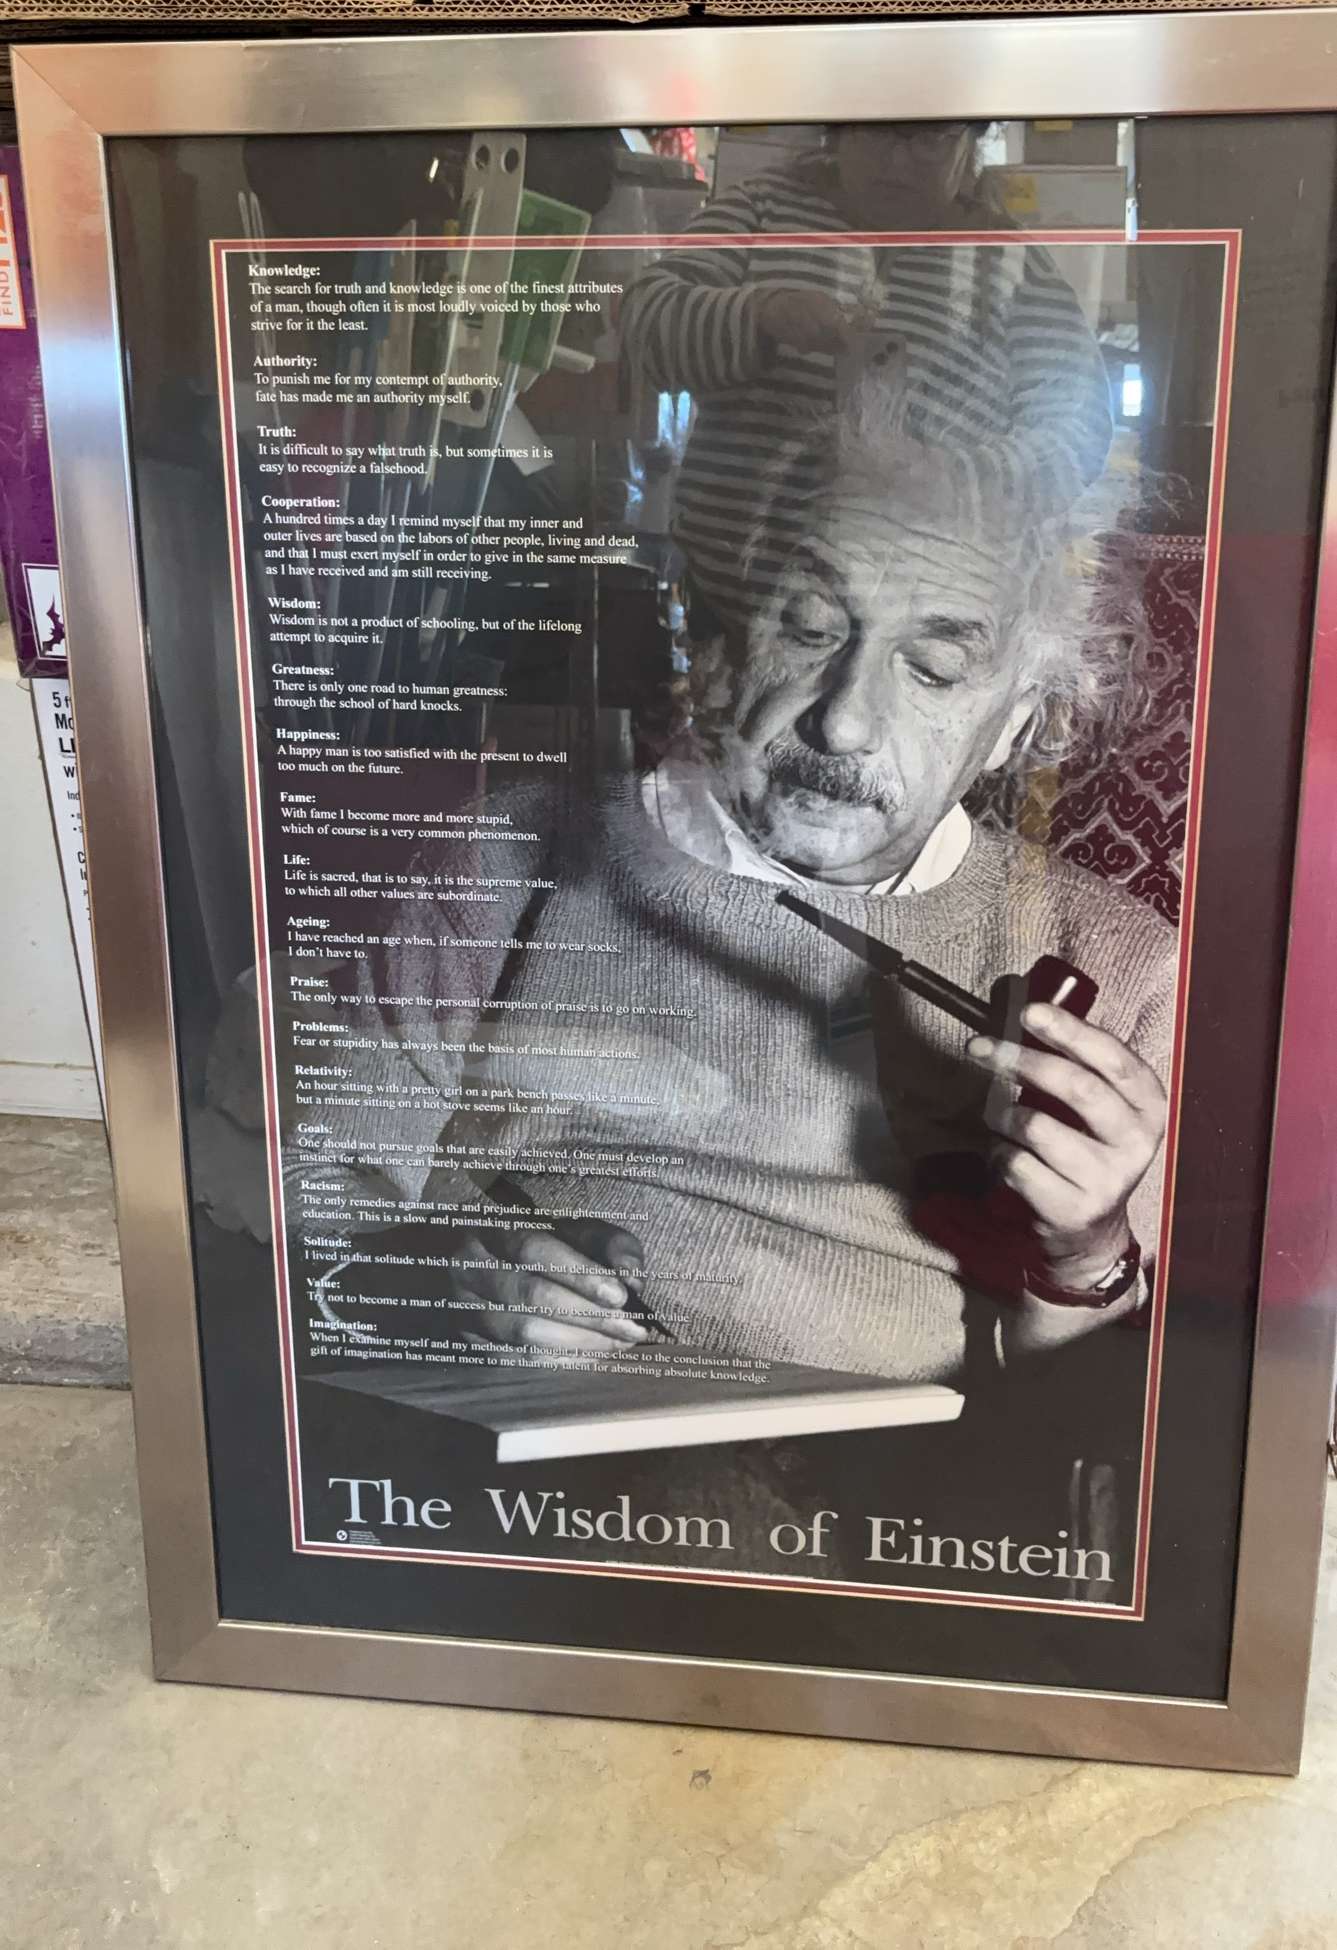 Knowledge:
The search for truth and knowledge is one of the finest attributes
of a man, though often it is most loudly voiced by those who
strive for it the least.
Authority:
To punish me for my contempt of authority,
fate has made me an authority myself.
Truth:
It is difficult to say what truth is, but sometimes it is
easy to recognize a falsehood.
Cooperation:
A hundred times a day I remind myself that my inner and
outer lives are based on the labors of other people, living and dead,
and that I must exert myself in order to give in the same measure
as I have received and am still receiving.
Wisdom:
Wisdom is not a product of schooling, but of the lifelong
attempt to acquire it.
Greatness:
There is only one road to human greatness:
through the school of hard knocks.
Happiness:
A happy man is too satisfied with the present to dwell
too much on the future.
Fame:
With fame I become more and more stupid,
which of course is a very common phenomenon.
Life:
Life is sacred, that is to say, it is the supreme value,
to which all other values are subordinate.
Ageing:
I have reached an age when, if someone tells me to wear socks,
I don't have to.
Praise:
The only way to escape the personal corruption of praise is to go on working.
Problems:
Fear or stupidity has always been the basis of most human actions.
Relativity:
An hour sitting with a pretty girl on a park bench passes like a minute,
but a minute sitting on a hot stove seems like an hour.
Goals:
One should not pursue goals that are easily achieved. One must develop an
instinct for what one can barely achieve through one's greatest efforts.
Racism:
The only remedies against race and prejudice are enlightenment and
education. This is a slow and painstaking process.
Solitude:
I lived in that solitude which is painful in youth, but delicious in the years of maturity.
Value:
Try not to become a man of success but rather try to become a man of value.
Imagination:
When I examine myself and my methods of thought, I come close to the conclusion that the
gift of imagination has meant more to me than my talent for absorbing absolute knowledge.
The Wisdom of Einstein
FIND
5 f